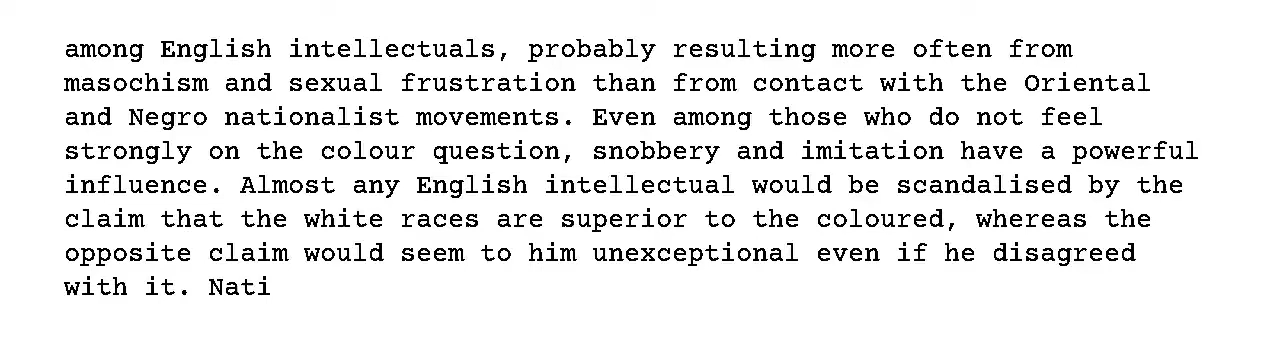 among English intellectuals, probably resulting more often from
masochism and sexual frustration than from contact with the Oriental
and Negro nationalist movements. Even among those who do not feel
strongly on the colour question, snobbery and imitation have a powerful
influence. Almost any English intellectual would be scandalised by the
claim that the white races are superior to the coloured, whereas the
opposite claim would seem to him unexceptional even if he disagreed
with it. Nati